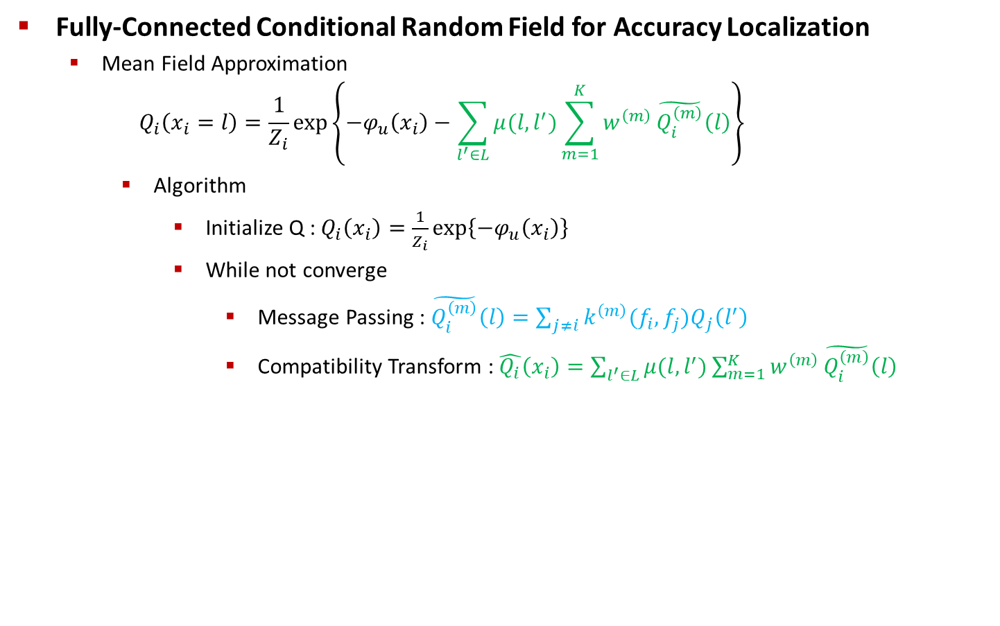 ▪ Fully-Connected Conditional Random Field for Accuracy Localization
▪ Mean Field Approximation
$Q_i(x_i = l) = \frac{1}{Z_i} \exp\left\{-\varphi_u(x_i) - \sum_{l' \in L} \mu(l, l') \sum_{m=1}^{K} w^{(m)} \widetilde{Q_i^{(m)}}(l)\right\}$
▪ Algorithm
▪ Initialize Q : $Q_i(x_i) = \frac{1}{Z_i} \exp\{-\varphi_u(x_i)\}$
▪ While not converge
▪ Message Passing : $\widetilde{Q_i^{(m)}}(l) = \sum_{j \neq i} k^{(m)}(f_i, f_j) Q_j(l')$
▪ Compatibility Transform : $\widehat{Q_i}(x_i) = \sum_{l' \in L} \mu(l, l') \sum_{m=1}^{K} w^{(m)} \widetilde{Q_i^{(m)}}(l)$